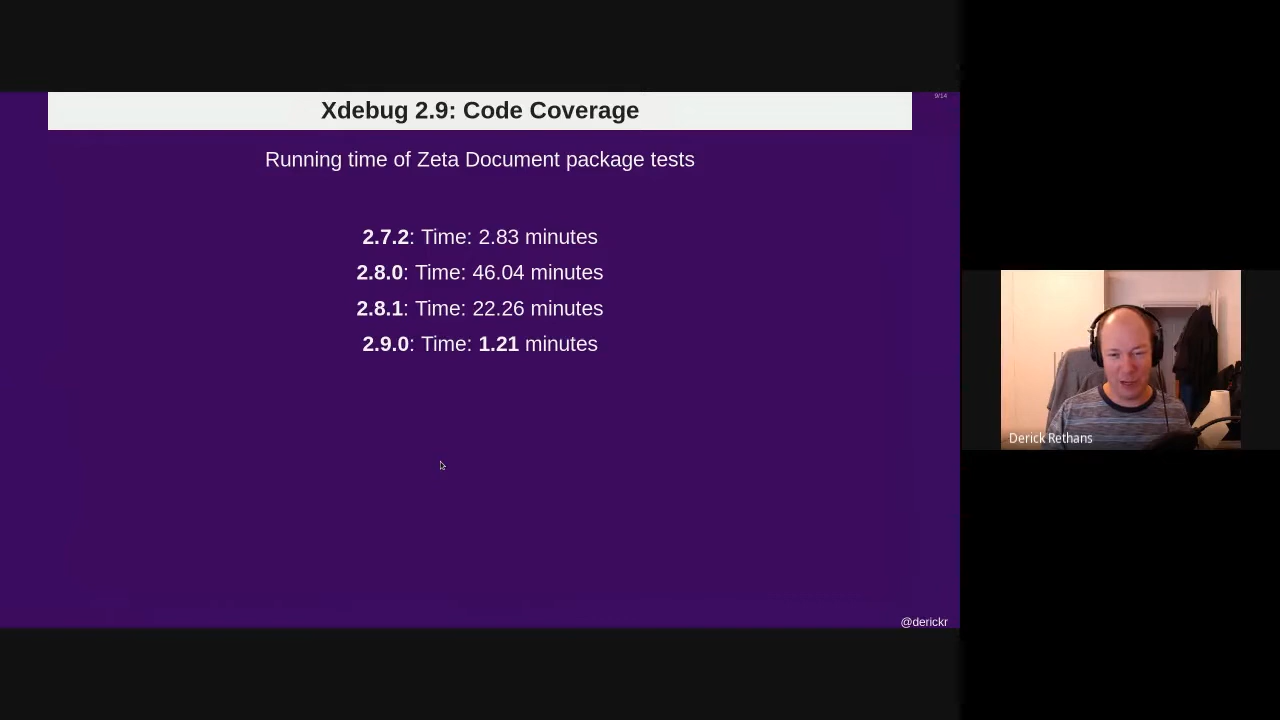 Xdebug 2.9: Code Coverage
9/14
Running time of Zeta Document package tests
2.7.2: Time: 2.83 minutes
2.8.0: Time: 46.04 minutes
2.8.1: Time: 22.26 minutes
2.9.0: Time: 1.21 minutes
Derick Rethans
@derickr